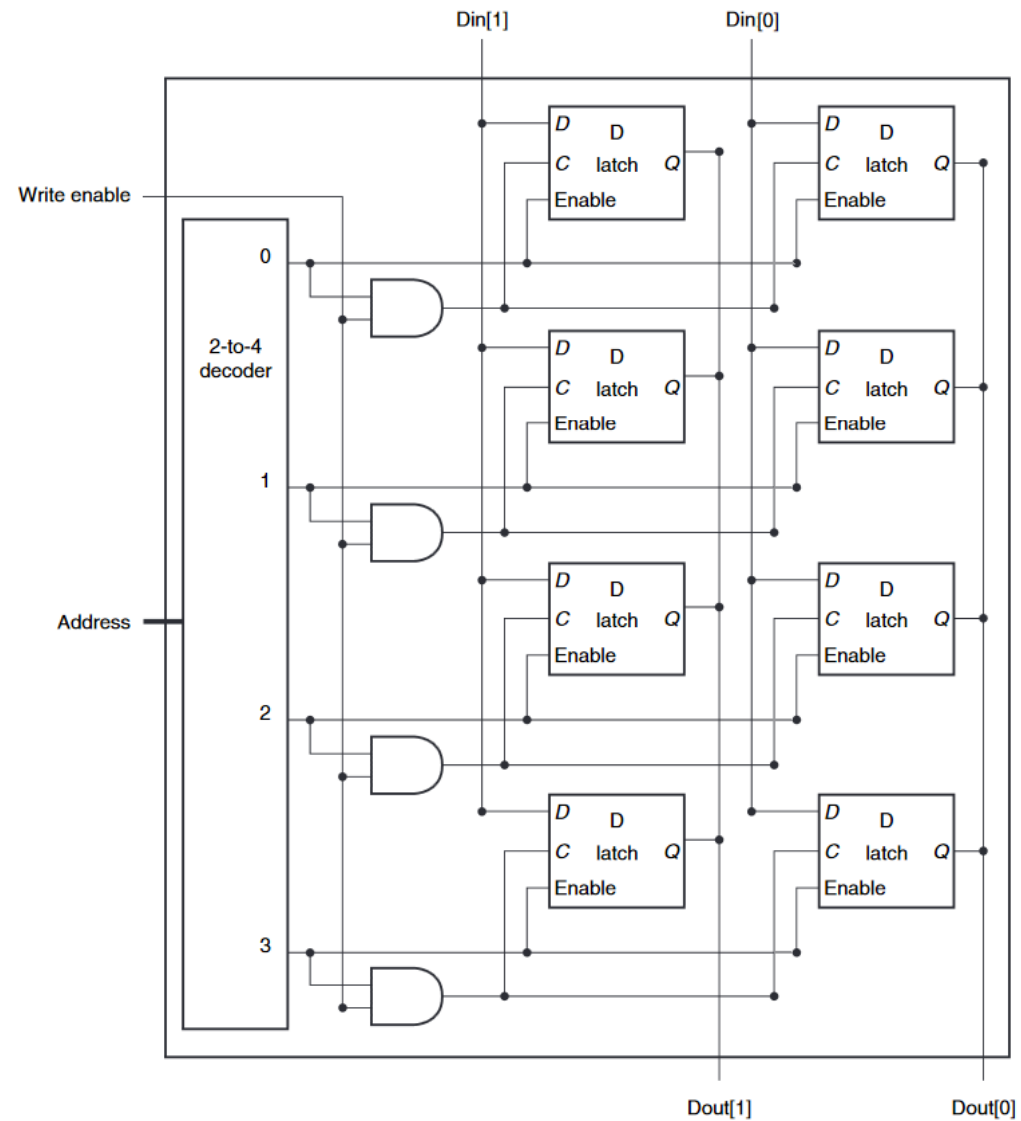 Din[1] Din[0]
D D D D
C latch Q C latch Q
Write enable Enable Enable
0
2-to-4 D D D D
decoder C latch Q C latch Q
Enable Enable
1
D D D D
Address C latch Q C latch Q
Enable Enable
2
D D D D
C latch Q C latch Q
Enable Enable
3
Dout[1] Dout[0]